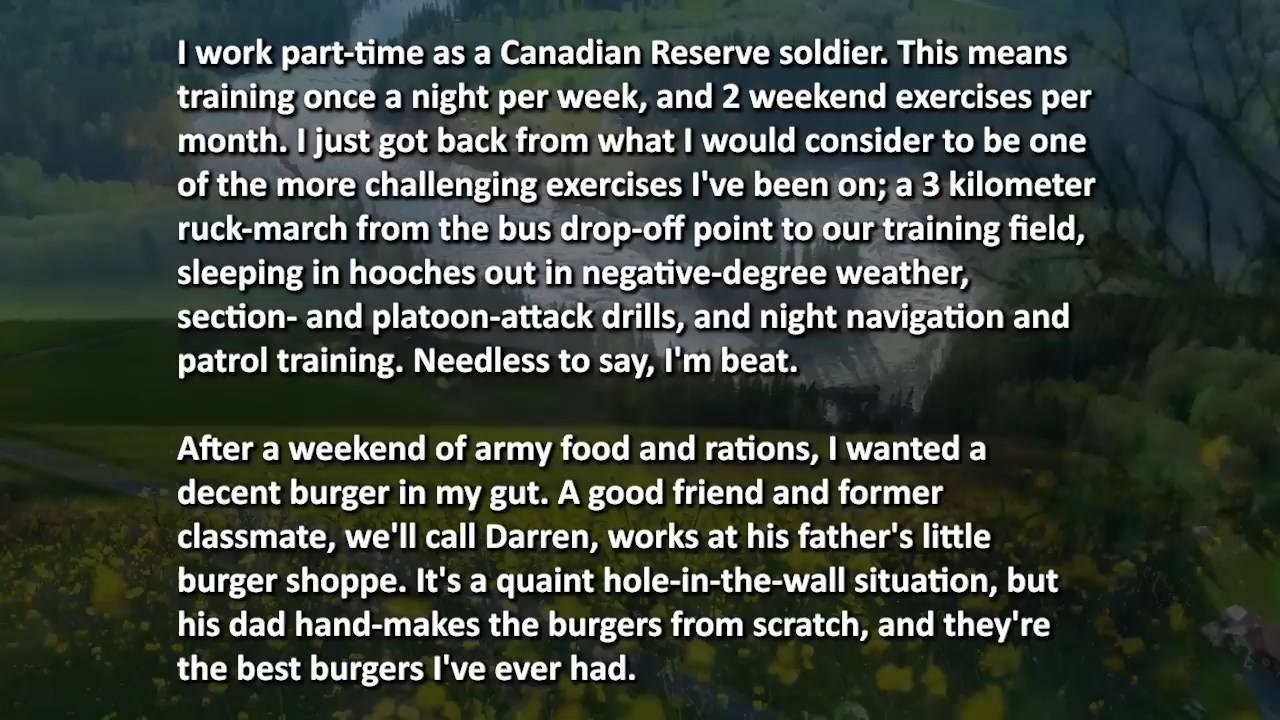 I work part-time as a Canadian Reserve soldier. This means
training once a night per week, and 2 weekend exercises per
month. I just got back from what I would consider to be one
of the more challenging exercises I've been on; a 3 kilometer
ruck-march from the bus drop-off point to our training field,
sleeping in hooches out in negative-degree weather,
section- and platoon-attack drills, and night navigation and
patrol training. Needless to say, I'm beat.
After a weekend of army food and rations, I wanted a
decent burger in my gut. A good friend and former
classmate, we'll call Darren, works at his father's little
burger shoppe. It's a quaint hole-in-the-wall situation, but
his dad hand-makes the burgers from scratch, and they're
the best burgers I've ever had.